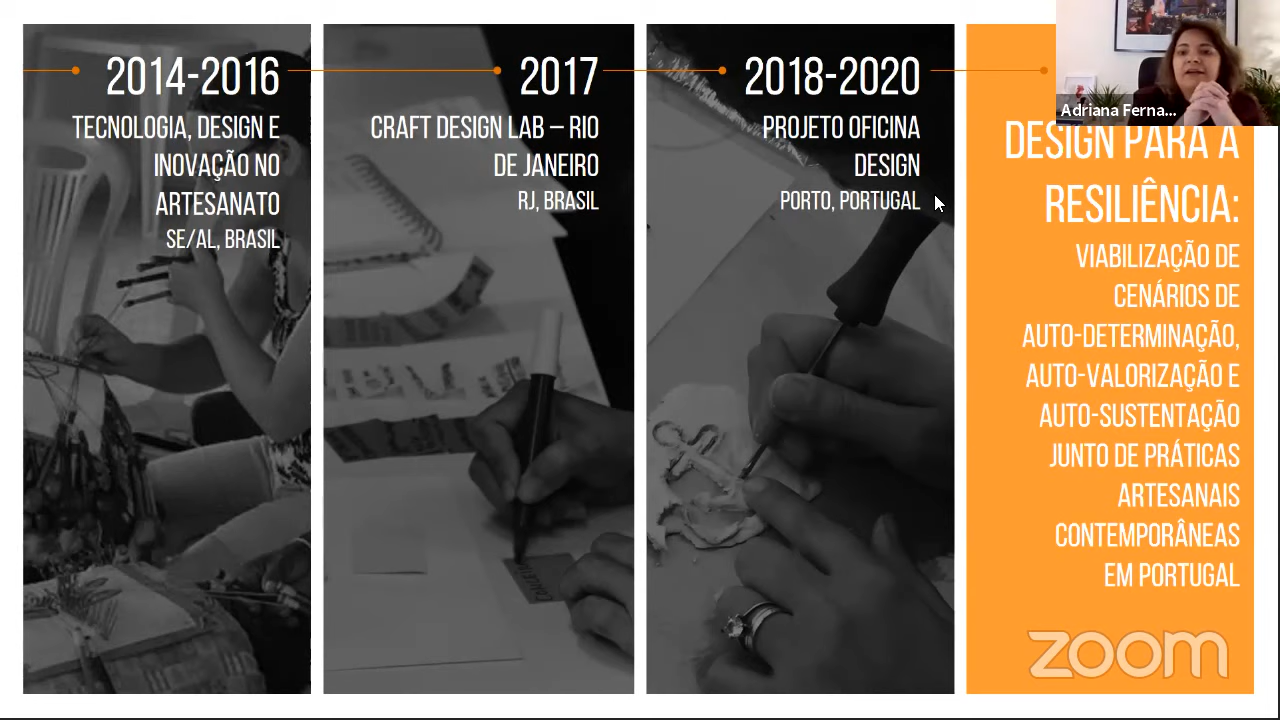 2014-2016
TECNOLOGIA, DESIGN E
INOVAÇÃO NO
ARTESANATO
SE/AL, BRASIL
2017
CRAFT DESIGN LAB – RIO
DE JANEIRO
RJ, BRASIL
2018-2020
PROJETO OFICINA
DESIGN
PORTO, PORTUGAL
Adriana Ferna...
DESIGN PARA A
RESILIÊNCIA:
VIABILIZAÇÃO DE
CENÁRIOS DE
AUTO-DETERMINAÇÃO,
AUTO-VALORIZAÇÃO E
AUTO-SUSTENTAÇÃO
JUNTO DE PRÁTICAS
ARTESANAIS
CONTEMPORÂNEAS
EM PORTUGAL
zoom